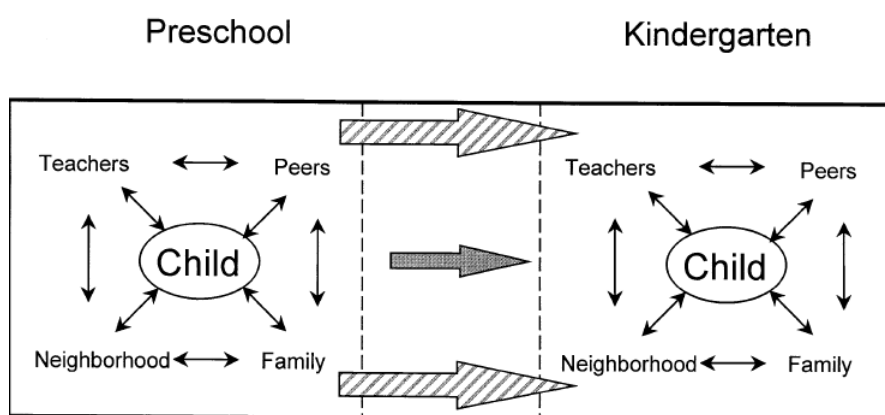 Preschool Kindergarten
Teachers Peers Teachers Peers
Child Child
Neighborhood Family Neighborhood Family